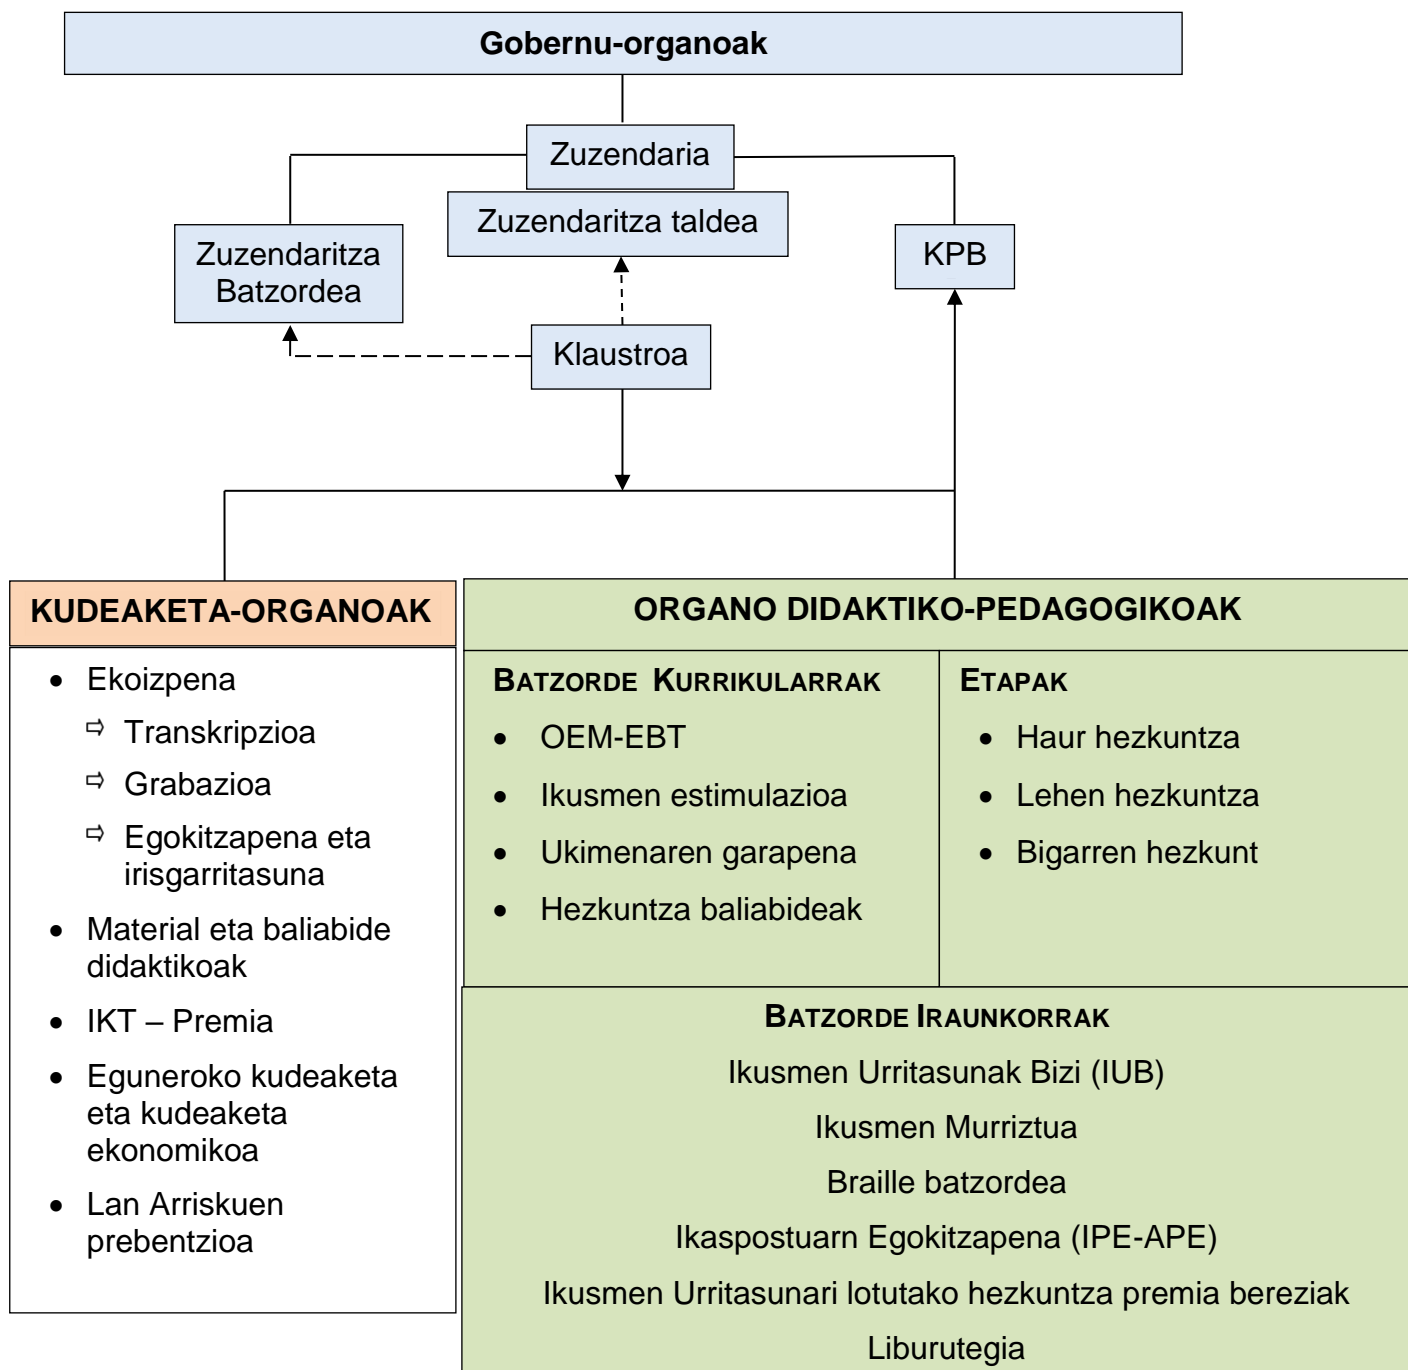 Gobernu-organoak
Zuzendaria
Zuzendaritza taldea
Zuzendaritza
Batzordea
KPB
Klaustroa
KUDEAKETA-ORGANOAK
• Ekoizpena
⇨ Transkripzioa
⇨ Grabazioa
⇨ Egokitzapena eta
irisgarritasuna
• Material eta baliabide
didaktikoak
• IKT – Premia
• Eguneroko kudeaketa
eta kudeaketa
ekonomikoa
• Lan Arriskuen
prebentzioa
ORGANO DIDAKTIKO-PEDAGOGIKOAK
BATZORDE KURRIKULARRAK
• OEM-EBT
• Ikusmen estimulazioa
• Ukimenaren garapena
• Hezkuntza baliabideak
ETAPAK
• Haur hezkuntza
• Lehen hezkuntza
• Bigarren hezkunt
BATZORDE IRAUNKORRAK
Ikusmen Urritasunak Bizi (IUB)
Ikusmen Murriztua
Braille batzordea
Ikaspostuarn Egokitzapena (IPE-APE)
Ikusmen Urritasunari lotutako hezkuntza premia bereziak
Liburutegia